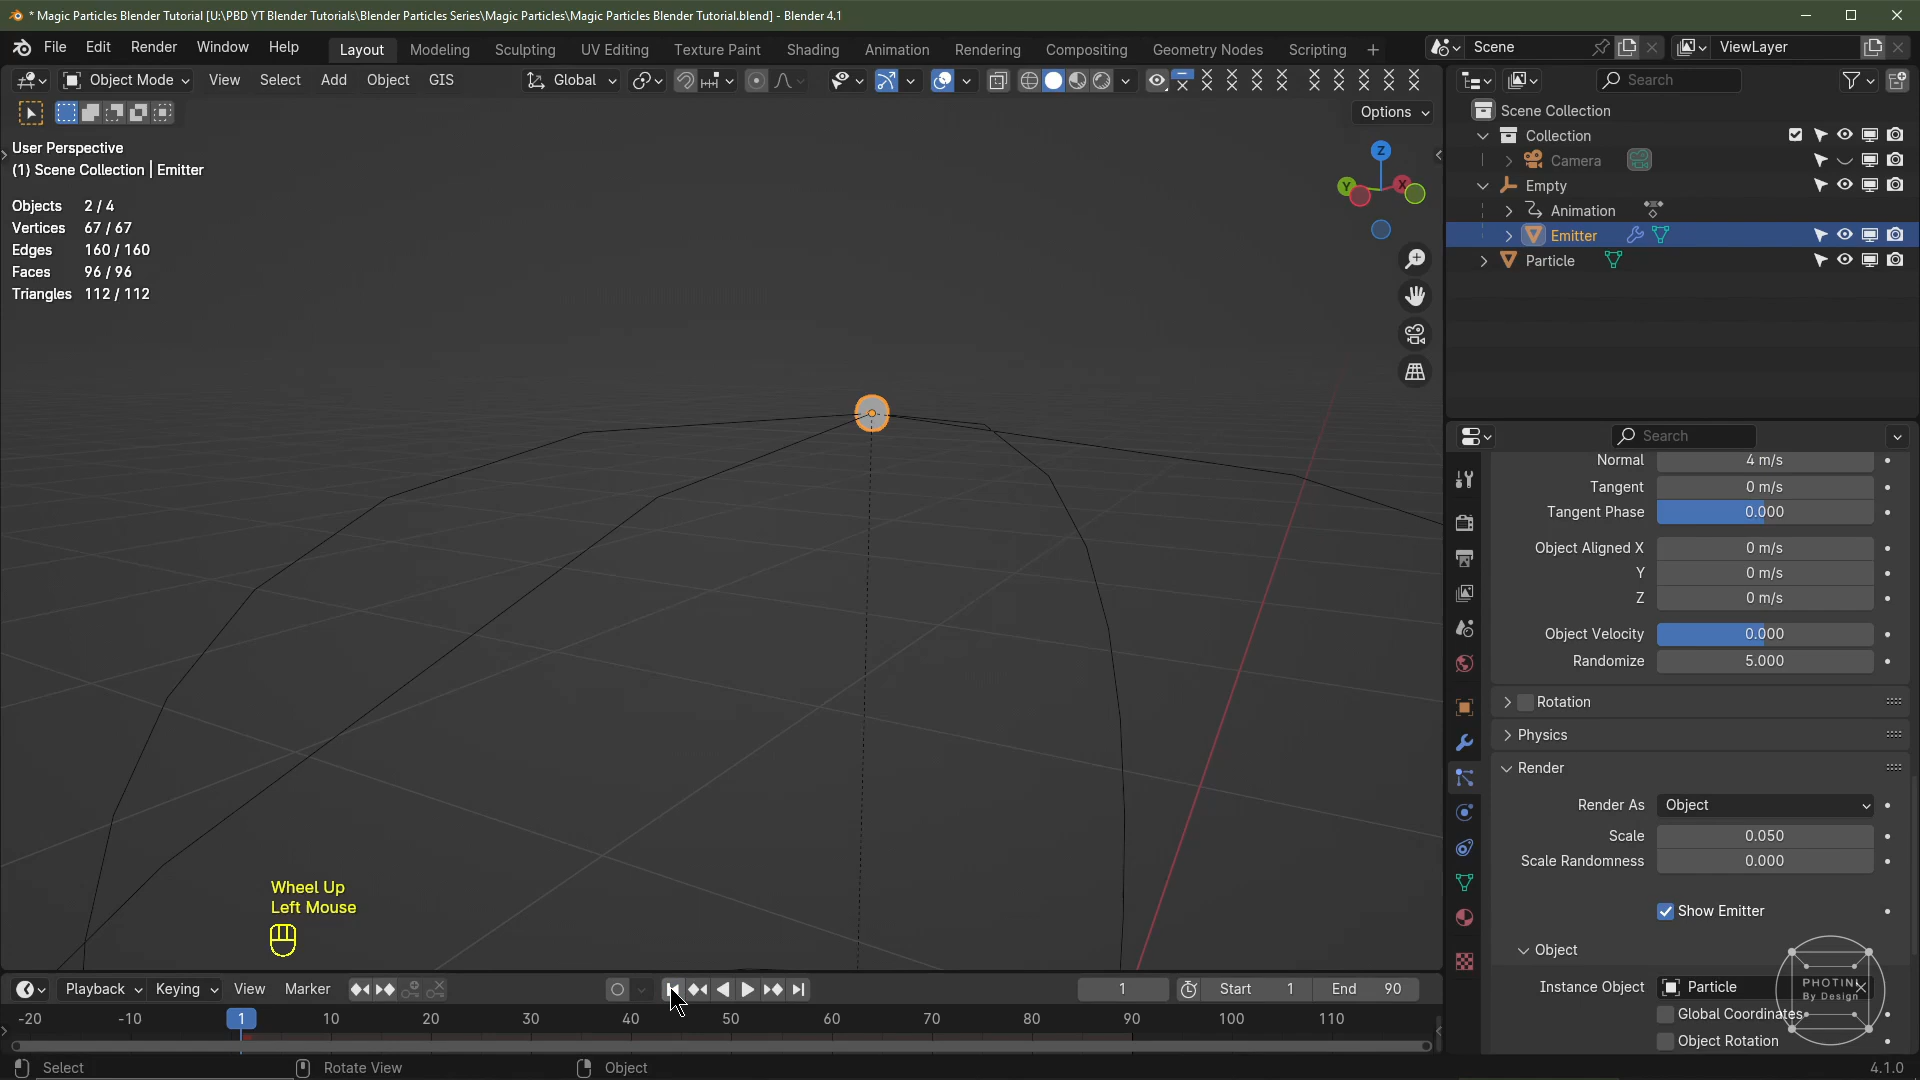 * Magic Particles Blender Tutorial [U:\PBD YT Blender Tutorials\Blender Particles Series\Magic Particles\Magic Particles Blender Tutorial.blend] - Blender 4.1
File Edit Render Window Help Layout Modeling Sculpting UV Editing Texture Paint Shading Animation Rendering Compositing Geometry Nodes Scripting + Scene ViewLayer
Object Mode View Select Add Object GIS Global Search
Options
Scene Collection
Collection
Camera
Empty
Animation
Emitter
Particle
User Perspective
(1) Scene Collection | Emitter
Objects 2 / 4
Vertices 67 / 67
Edges 160 / 160
Faces 96 / 96
Triangles 112 / 112
Z
Y
X
Search
Normal 4 m/s
Tangent 0 m/s
Tangent Phase 0.000
Object Aligned X 0 m/s
Y 0 m/s
Z 0 m/s
Object Velocity 0.000
Randomize 5.000
Rotation
Physics
Render
Render As Object
Scale 0.050
Scale Randomness 0.000
Show Emitter
Object
Instance Object Particle
Global Coordinates
Object Rotation
PHOTIN
By Design
Wheel Up
Left Mouse
Playback Keying View Marker 1 Start 1 End 90
-20 -10 1 10 20 30 40 50 60 70 80 90 100 110
Select Rotate View Object 4.1.0